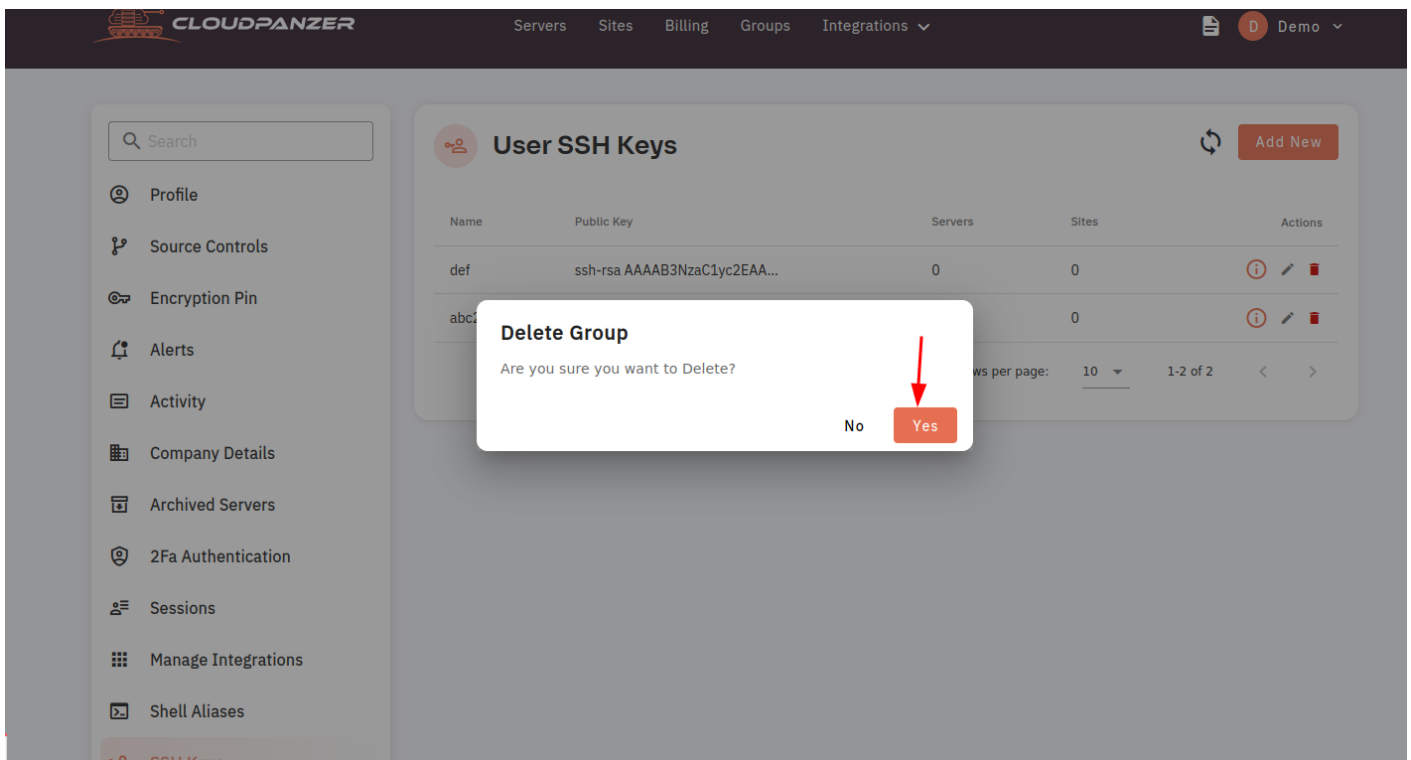 CLOUDPANZER
Servers Sites Billing Groups Integrations
D Demo
Search
Profile
Source Controls
Encryption Pin
Alerts
Activity
Company Details
Archived Servers
2Fa Authentication
Sessions
Manage Integrations
Shell Aliases
SSH Keys
User SSH Keys
Add New
Name Public Key Servers Sites Actions
def ssh-rsa AAAAB3NzaC1yc2EAA... 0 0
0
per page: 10 1-2 of 2
Delete Group
Are you sure you want to Delete?
No Yes